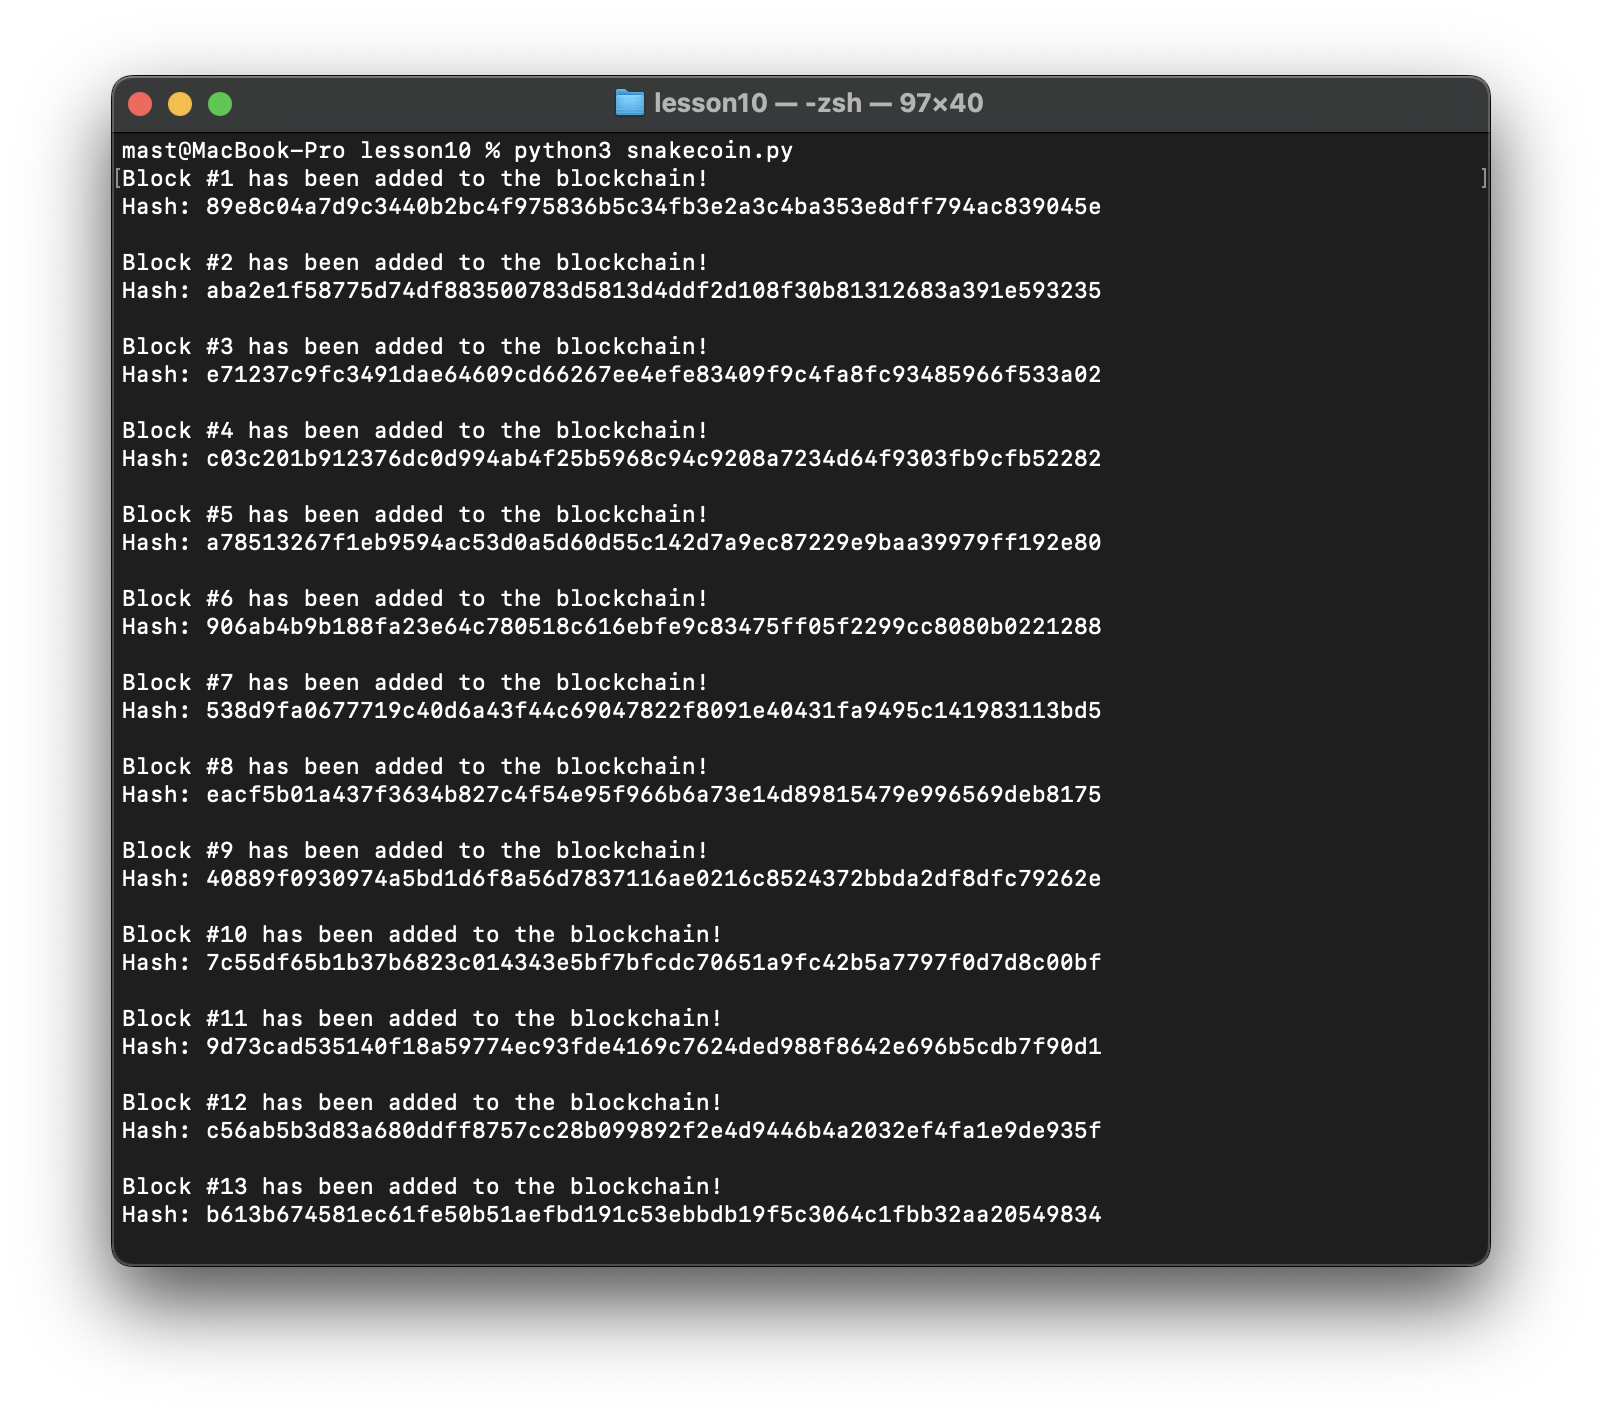 lesson10 — -zsh — 97×40
mast@MacBook-Pro lesson10 % python3 snakecoin.py
[Block #1 has been added to the blockchain! ]
Hash: 89e8c04a7d9c3440b2bc4f975836b5c34fb3e2a3c4ba353e8dff794ac839045e
Block #2 has been added to the blockchain!
Hash: aba2e1f58775d74df883500783d5813d4ddf2d108f30b81312683a391e593235
Block #3 has been added to the blockchain!
Hash: e71237c9fc3491dae64609cd66267ee4efe83409f9c4fa8fc93485966f533a02
Block #4 has been added to the blockchain!
Hash: c03c201b912376dc0d994ab4f25b5968c94c9208a7234d64f9303fb9cfb52282
Block #5 has been added to the blockchain!
Hash: a78513267f1eb9594ac53d0a5d60d55c142d7a9ec87229e9baa39979ff192e80
Block #6 has been added to the blockchain!
Hash: 906ab4b9b188fa23e64c780518c616ebfe9c83475ff05f2299cc8080b0221288
Block #7 has been added to the blockchain!
Hash: 538d9fa0677719c40d6a43f44c69047822f8091e40431fa9495c141983113bd5
Block #8 has been added to the blockchain!
Hash: eacf5b01a437f3634b827c4f54e95f966b6a73e14d89815479e996569deb8175
Block #9 has been added to the blockchain!
Hash: 40889f0930974a5bd1d6f8a56d7837116ae0216c8524372bbda2df8dfc79262e
Block #10 has been added to the blockchain!
Hash: 7c55df65b1b37b6823c014343e5bf7bfcdc70651a9fc42b5a7797f0d7d8c00bf
Block #11 has been added to the blockchain!
Hash: 9d73cad535140f18a59774ec93fde4169c7624ded988f8642e696b5cdb7f90d1
Block #12 has been added to the blockchain!
Hash: c56ab5b3d83a680ddff8757cc28b099892f2e4d9446b4a2032ef4fa1e9de935f
Block #13 has been added to the blockchain!
Hash: b613b674581ec61fe50b51aefbd191c53ebbdb19f5c3064c1fbb32aa20549834